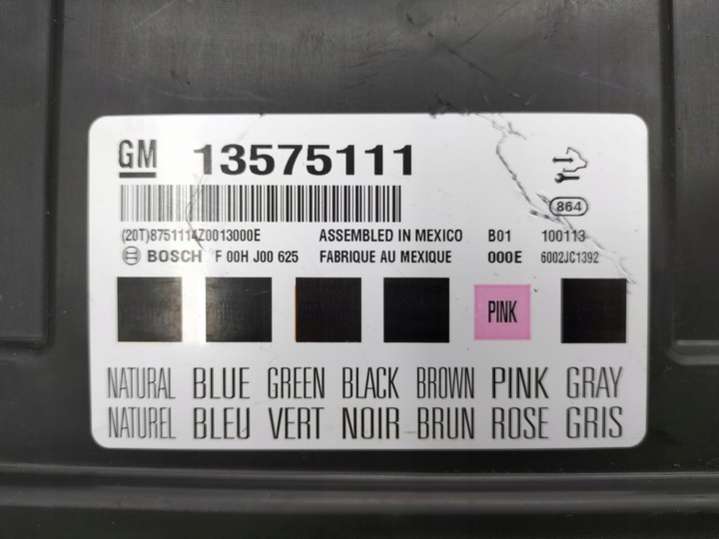 GM 13575111
864
(20T)8751114Z0013000E ASSEMBLED IN MEXICO B01 100113
BOSCH F 00H J00 625 FABRIQUE AU MEXIQUE 000E 6002JC1392
PINK
NATURAL BLUE GREEN BLACK BROWN PINK GRAY
NATUREL BLEU VERT NOIR BRUN ROSE GRIS